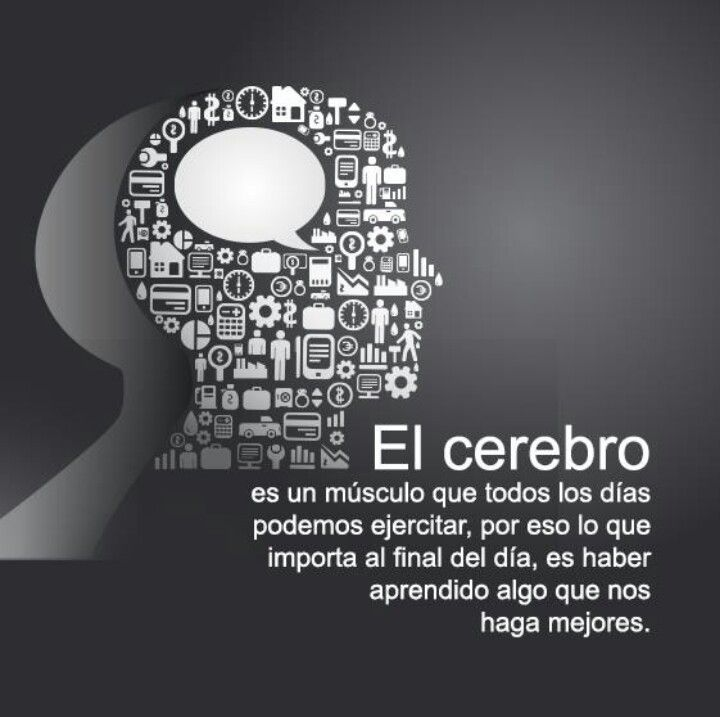 El cerebro
es un músculo que todos los días
podemos ejercitar, por eso lo que
importa al final del día, es haber
aprendido algo que nos
haga mejores.